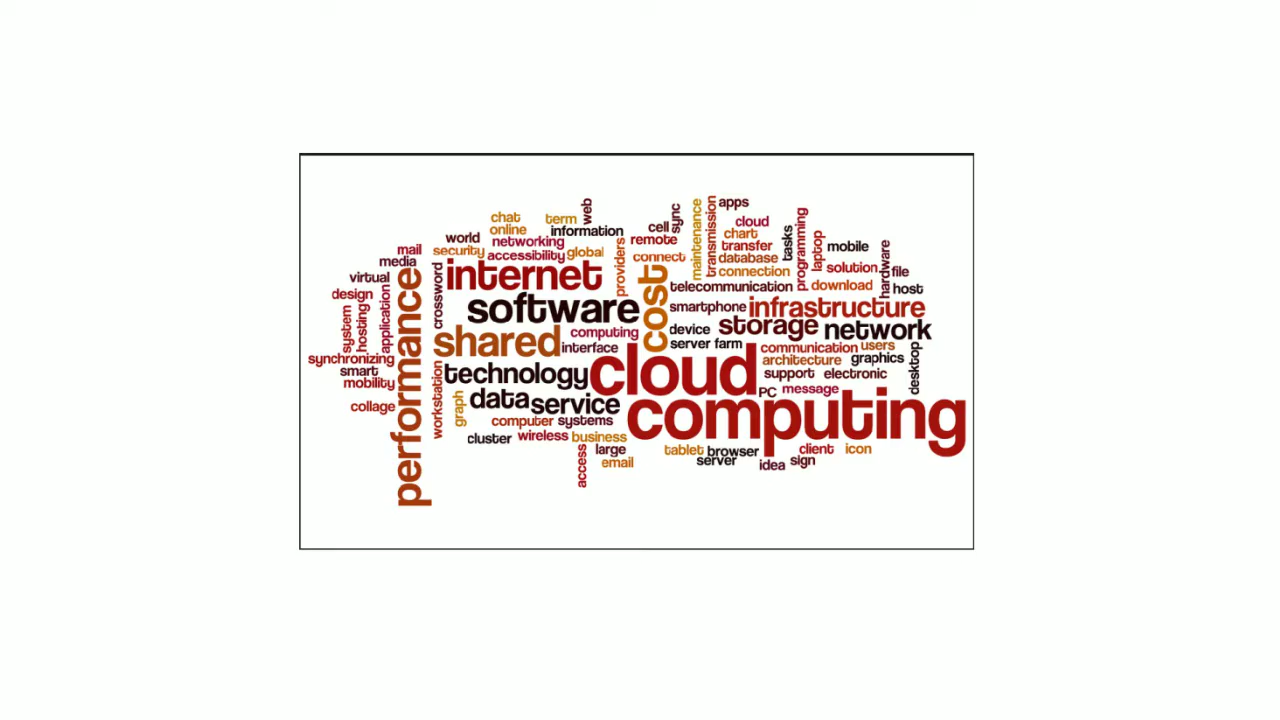 chat
term
web
online
information
world
networking
mail
security
accessibility
global
media
virtual
internet
providers
design
crossword
software
system
hosting
application
performance
shared
computing
interface
synchronizing
smart
mobility
technology
collage
workstation
graph
data
service
computer
systems
cluster
wireless
business
access
large
email
cell
sync
maintenance
transmission
apps
cloud
remote
chart
tasks
programming
laptop
transfer
mobile
connect
database
connection
solution
hardware
file
cost
telecommunication
download
host
smartphone
infrastructure
device
storage
network
server farm
communication
users
cloud
architecture
graphics
desktop
support
electronic
PC
message
computing
tablet
browser
client
icon
server
idea
sign